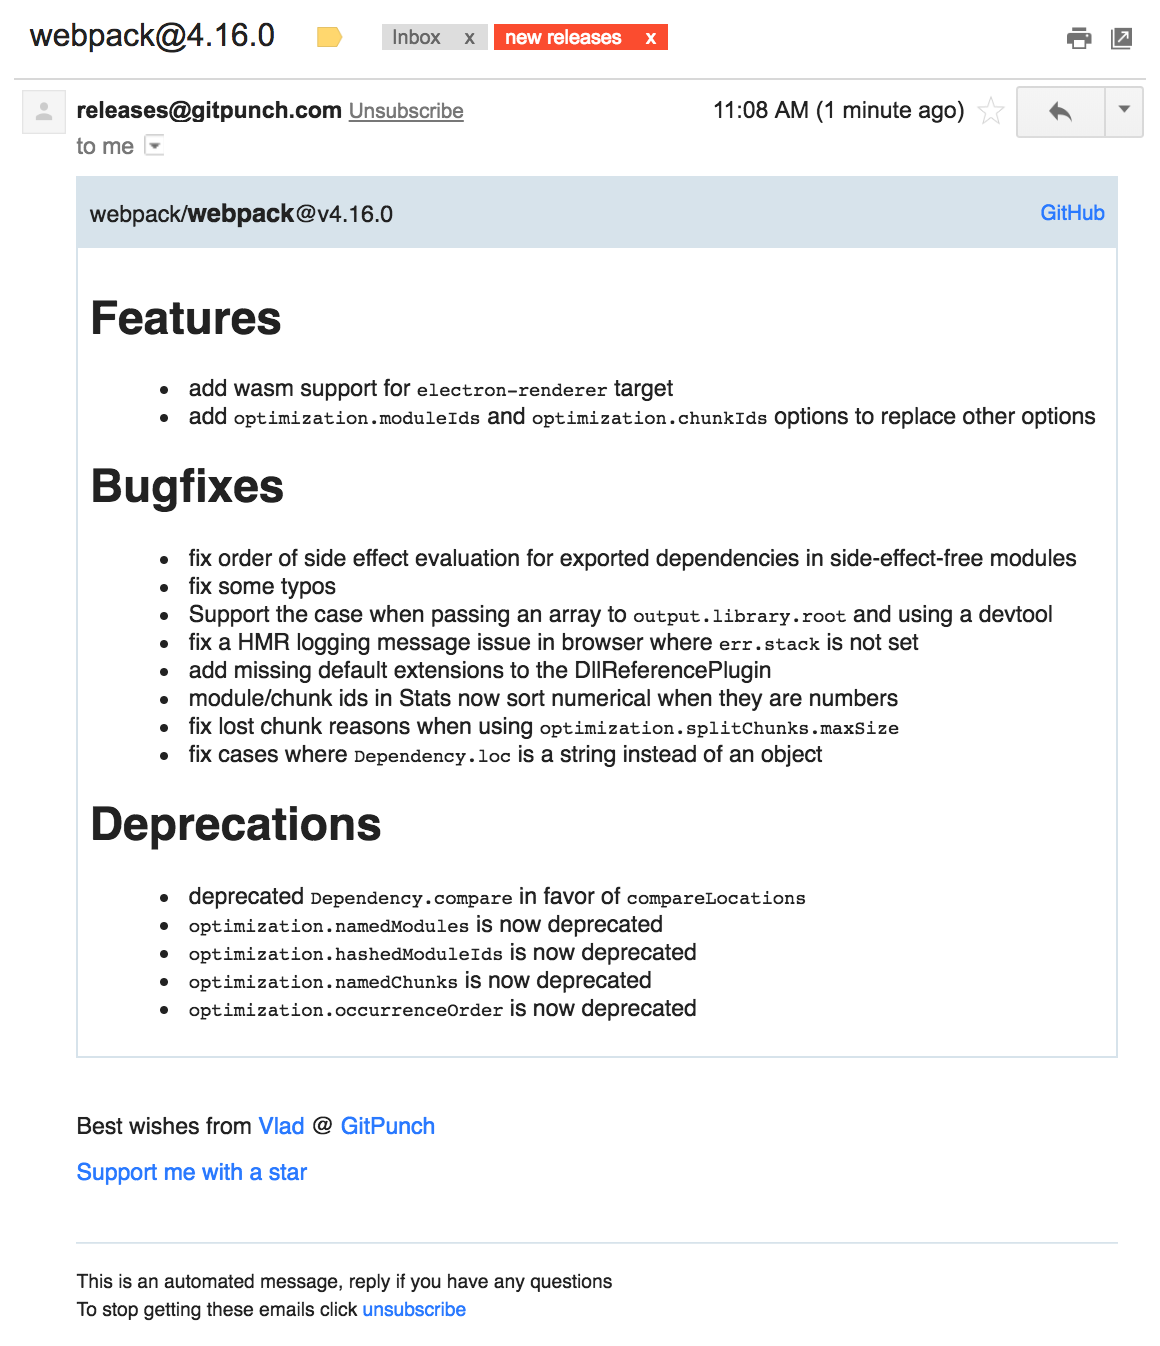 webpack@4.16.0 Inbox x new releases x
releases@gitpunch.com Unsubscribe 11:08 AM (1 minute ago)
to me
webpack/webpack@v4.16.0 GitHub
Features
• add wasm support for electron-renderer target
• add optimization.moduleIds and optimization.chunkIds options to replace other options
Bugfixes
• fix order of side effect evaluation for exported dependencies in side-effect-free modules
• fix some typos
• Support the case when passing an array to output.library.root and using a devtool
• fix a HMR logging message issue in browser where err.stack is not set
• add missing default extensions to the DllReferencePlugin
• module/chunk ids in Stats now sort numerical when they are numbers
• fix lost chunk reasons when using optimization.splitChunks.maxSize
• fix cases where Dependency.loc is a string instead of an object
Deprecations
• deprecated Dependency.compare in favor of compareLocations
• optimization.namedModules is now deprecated
• optimization.hashedModuleIds is now deprecated
• optimization.namedChunks is now deprecated
• optimization.occurrenceOrder is now deprecated
Best wishes from Vlad @ GitPunch
Support me with a star
This is an automated message, reply if you have any questions
To stop getting these emails click unsubscribe